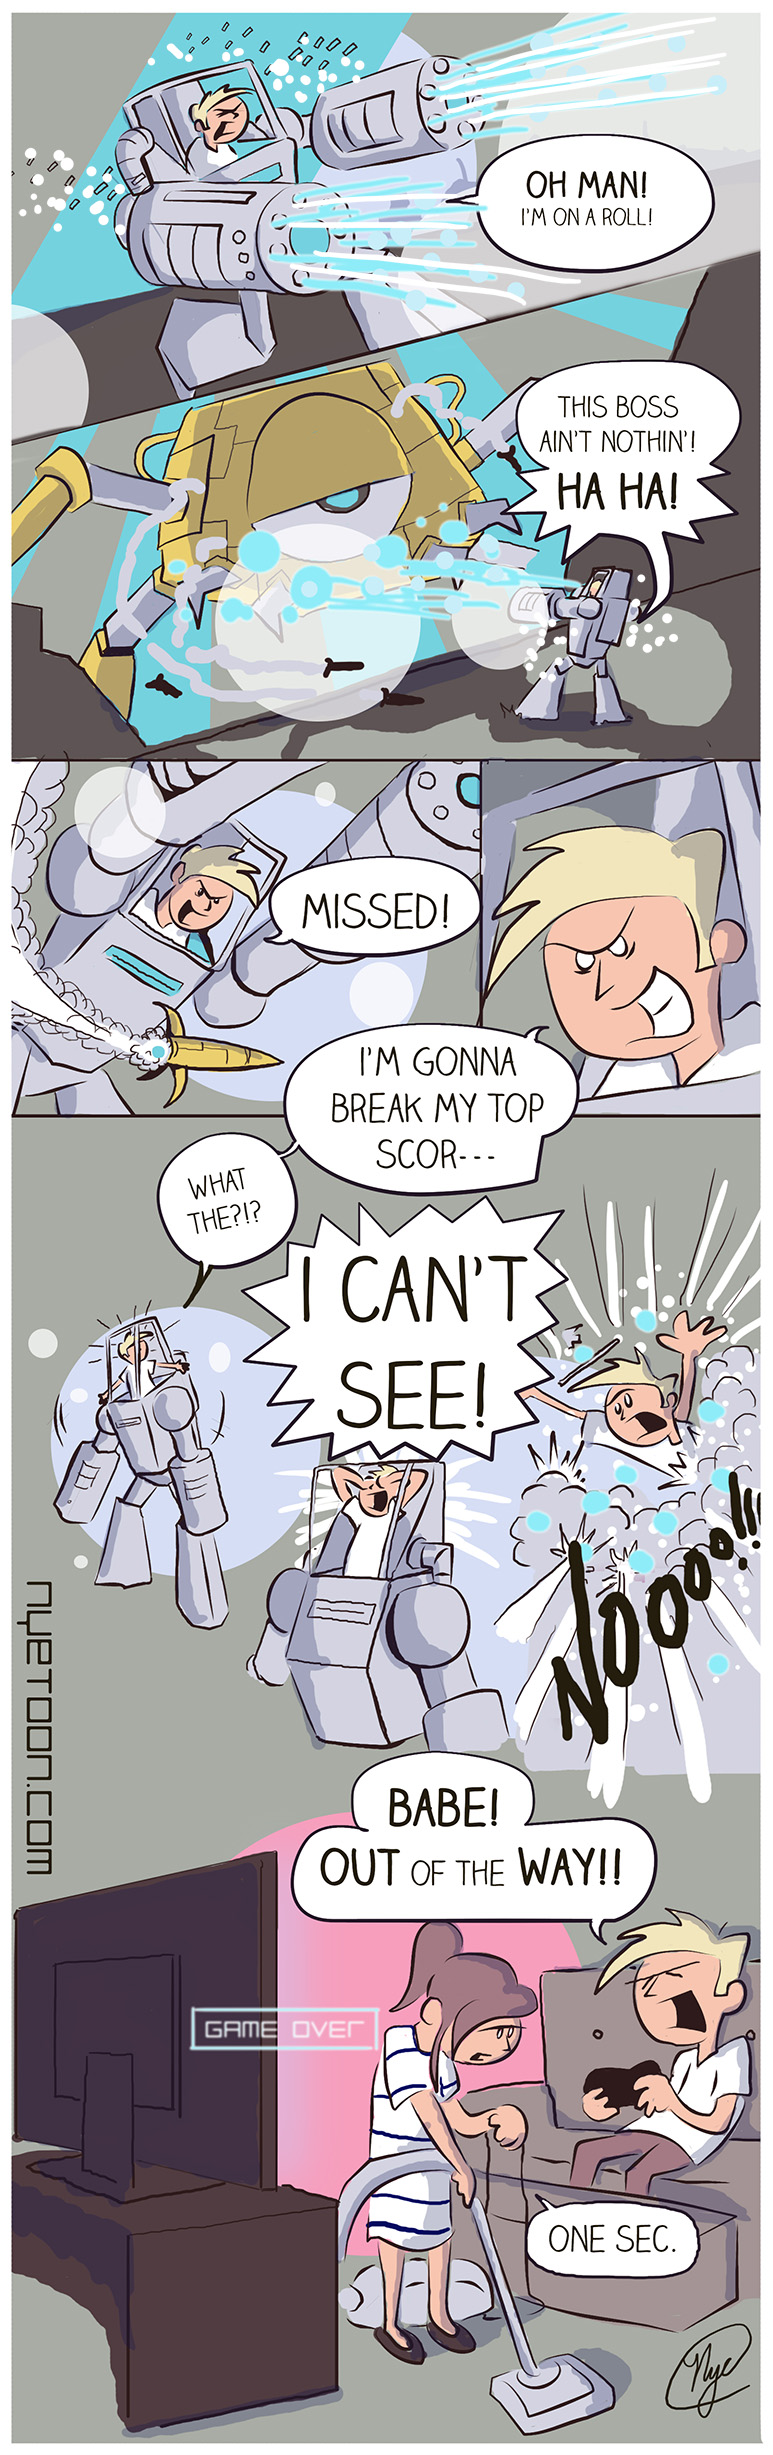 OH MAN!
I'M ON A ROLL!
THIS BOSS
AIN'T NOTHIN'!
HA HA!
MISSED!
I'M GONNA
BREAK MY TOP
SCOR---
WHAT
THE?!?
I CAN'T
SEE!
NOOOOO!!!
nyetoon.com
BABE!
OUT OF THE WAY!!
GAME OVER
ONE SEC.
Nye